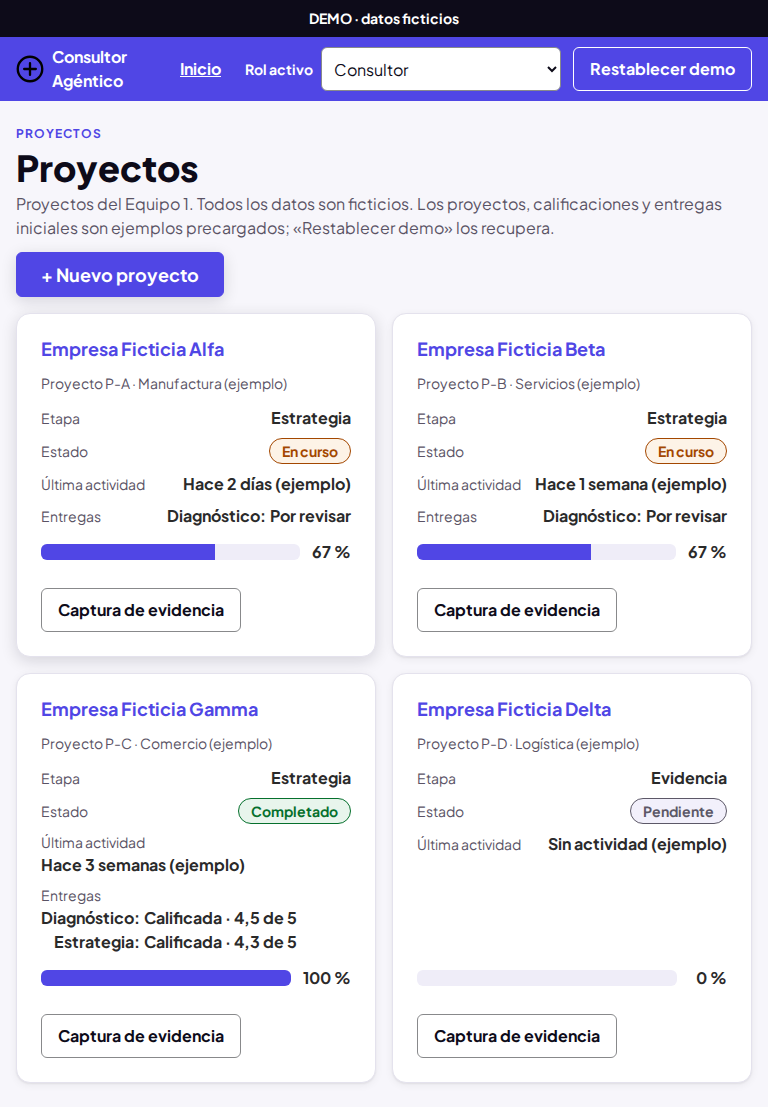 DEMO · datos ficticios
Consultor
Agéntico
Inicio
Rol activo
Consultor
Restablecer demo
PROYECTOS
Proyectos
Proyectos del Equipo 1. Todos los datos son ficticios. Los proyectos, calificaciones y entregas
iniciales son ejemplos precargados; «Restablecer demo» los recupera.
+ Nuevo proyecto
Empresa Ficticia Alfa
Proyecto P-A · Manufactura (ejemplo)
Etapa Estrategia
Estado En curso
Última actividad Hace 2 días (ejemplo)
Entregas Diagnóstico: Por revisar
67 %
Captura de evidencia
Empresa Ficticia Beta
Proyecto P-B · Servicios (ejemplo)
Etapa Estrategia
Estado En curso
Última actividad Hace 1 semana (ejemplo)
Entregas Diagnóstico: Por revisar
67 %
Captura de evidencia
Empresa Ficticia Gamma
Proyecto P-C · Comercio (ejemplo)
Etapa Estrategia
Estado Completado
Última actividad
Hace 3 semanas (ejemplo)
Entregas
Diagnóstico: Calificada · 4,5 de 5
Estrategia: Calificada · 4,3 de 5
100 %
Captura de evidencia
Empresa Ficticia Delta
Proyecto P-D · Logística (ejemplo)
Etapa Evidencia
Estado Pendiente
Última actividad Sin actividad (ejemplo)
0 %
Captura de evidencia